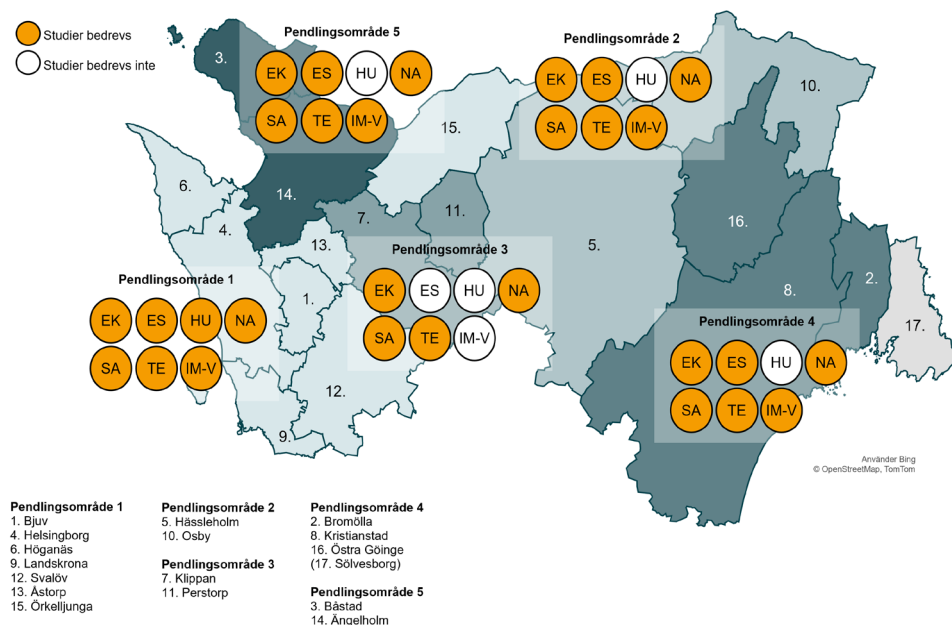 Studier bedrevs
Studier bedrevs inte
Pendlingsområde 5
EK ES HU NA
SA TE IM-V
Pendlingsområde 2
EK ES HU NA
SA TE IM-V
3.
10.
15.
6.
14.
16.
4.
7.
11.
13.
5.
Pendlingsområde 3
EK ES HU NA
SA TE IM-V
Pendlingsområde 1
EK ES HU NA
SA TE IM-V
1.
8.
2.
17.
Pendlingsområde 4
EK ES HU NA
SA TE IM-V
12.
9.
Använder Bing
© OpenStreetMap, TomTom
Pendlingsområde 1
1. Bjuv
4. Helsingborg
6. Höganäs
9. Landskrona
12. Svalöv
13. Åstorp
15. Örkelljunga
Pendlingsområde 2
5. Hässleholm
10. Osby
Pendlingsområde 3
7. Klippan
11. Perstorp
Pendlingsområde 4
2. Bromölla
8. Kristianstad
16. Östra Göinge
(17. Sölvesborg)
Pendlingsområde 5
3. Båstad
14. Ängelholm